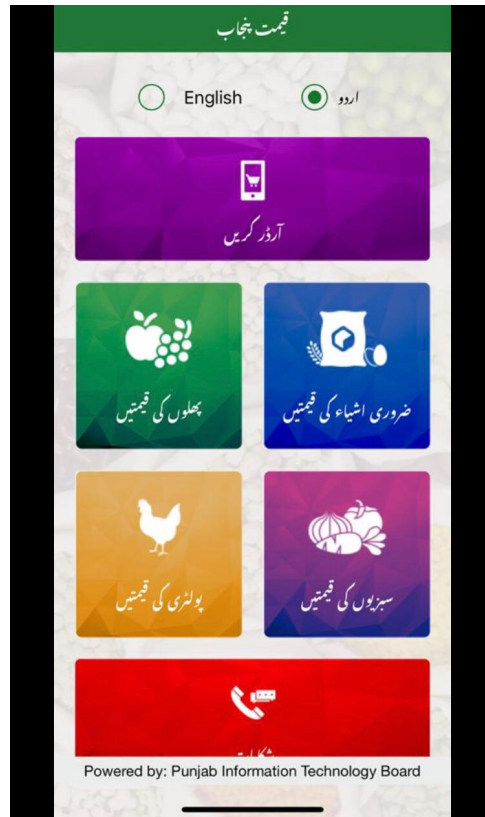 قیمت پنجاب
اردو
English
آرڈر کریں
ضروری اشیاء کی قیمتیں
پھلوں کی قیمتیں
سبزیوں کی قیمتیں
پولٹری کی قیمتیں
Powered by: Punjab Information Technology Board